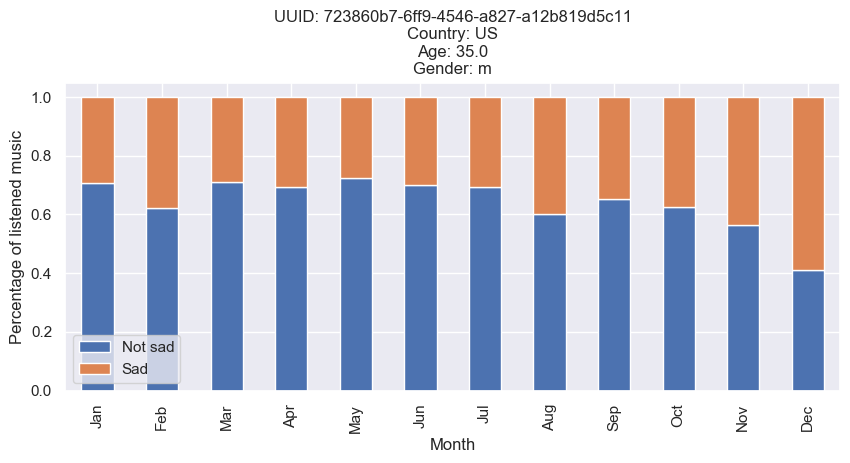 UUID: 723860b7-6ff9-4546-a827-a12b819d5c11
Country: US
Age: 35.0
Gender: m
Percentage of listened music
1.0
0.8
0.6
0.4
0.2
0.0
Not sad
Sad
Jan
Feb
Mar
Apr
May
Jun
Jul
Aug
Sep
Oct
Nov
Dec
Month